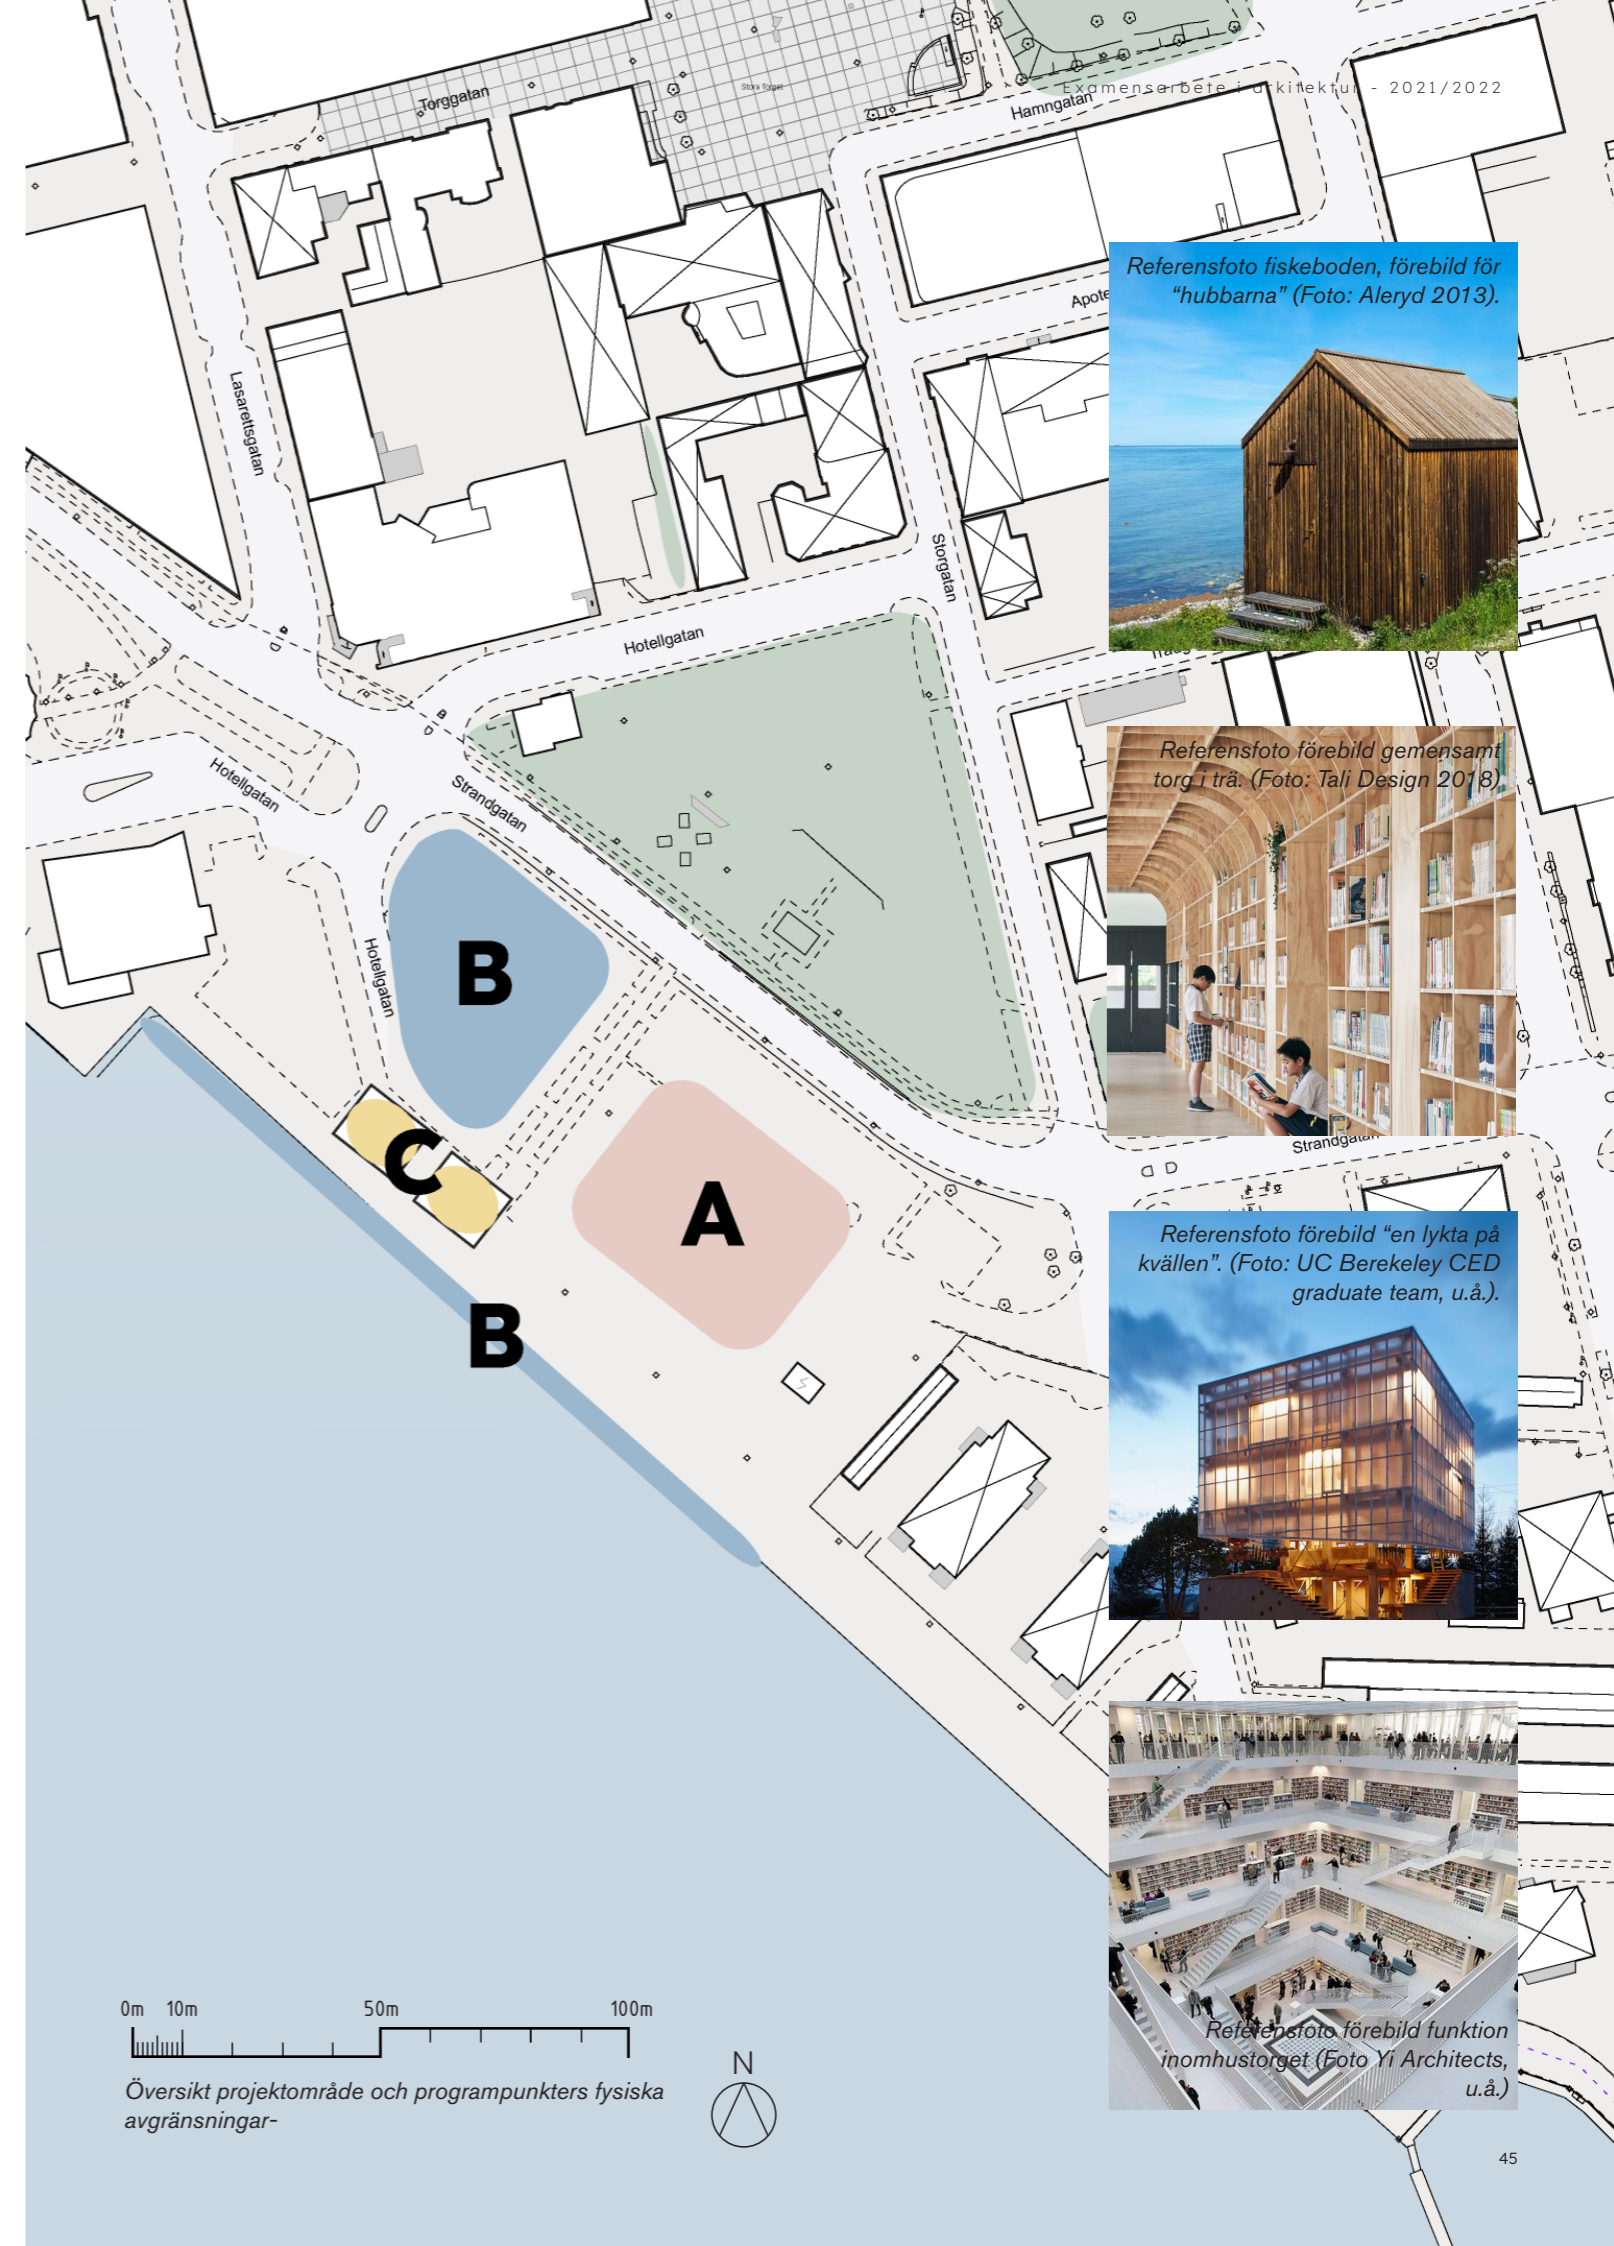 Examensarbete i arkitektur - 2021/2022
Torggatan
Stora Torget
Hamngatan
Referensfoto fiskeboden, förebild för
“hubbarna” (Foto: Aleryd 2013).
Lasarettsgatan
Storgatan
Hotellgatan
Referensfoto förebild gemensamt
torg i trä. (Foto: Tali Design 2018)
Hotellgatan
Strandgatan
B
Hotellgatan
C
A
Strandgatan
Referensfoto förebild “en lykta på
kvällen”. (Foto: UC Berekeley CED
graduate team, u.å.).
B
0m 10m 50m 100m
Referensfoto förebild funktion
inomhustorget (Foto Yi Architects,
u.å.)
N
Översikt projektområde och programpunkters fysiska
avgränsningar-
45